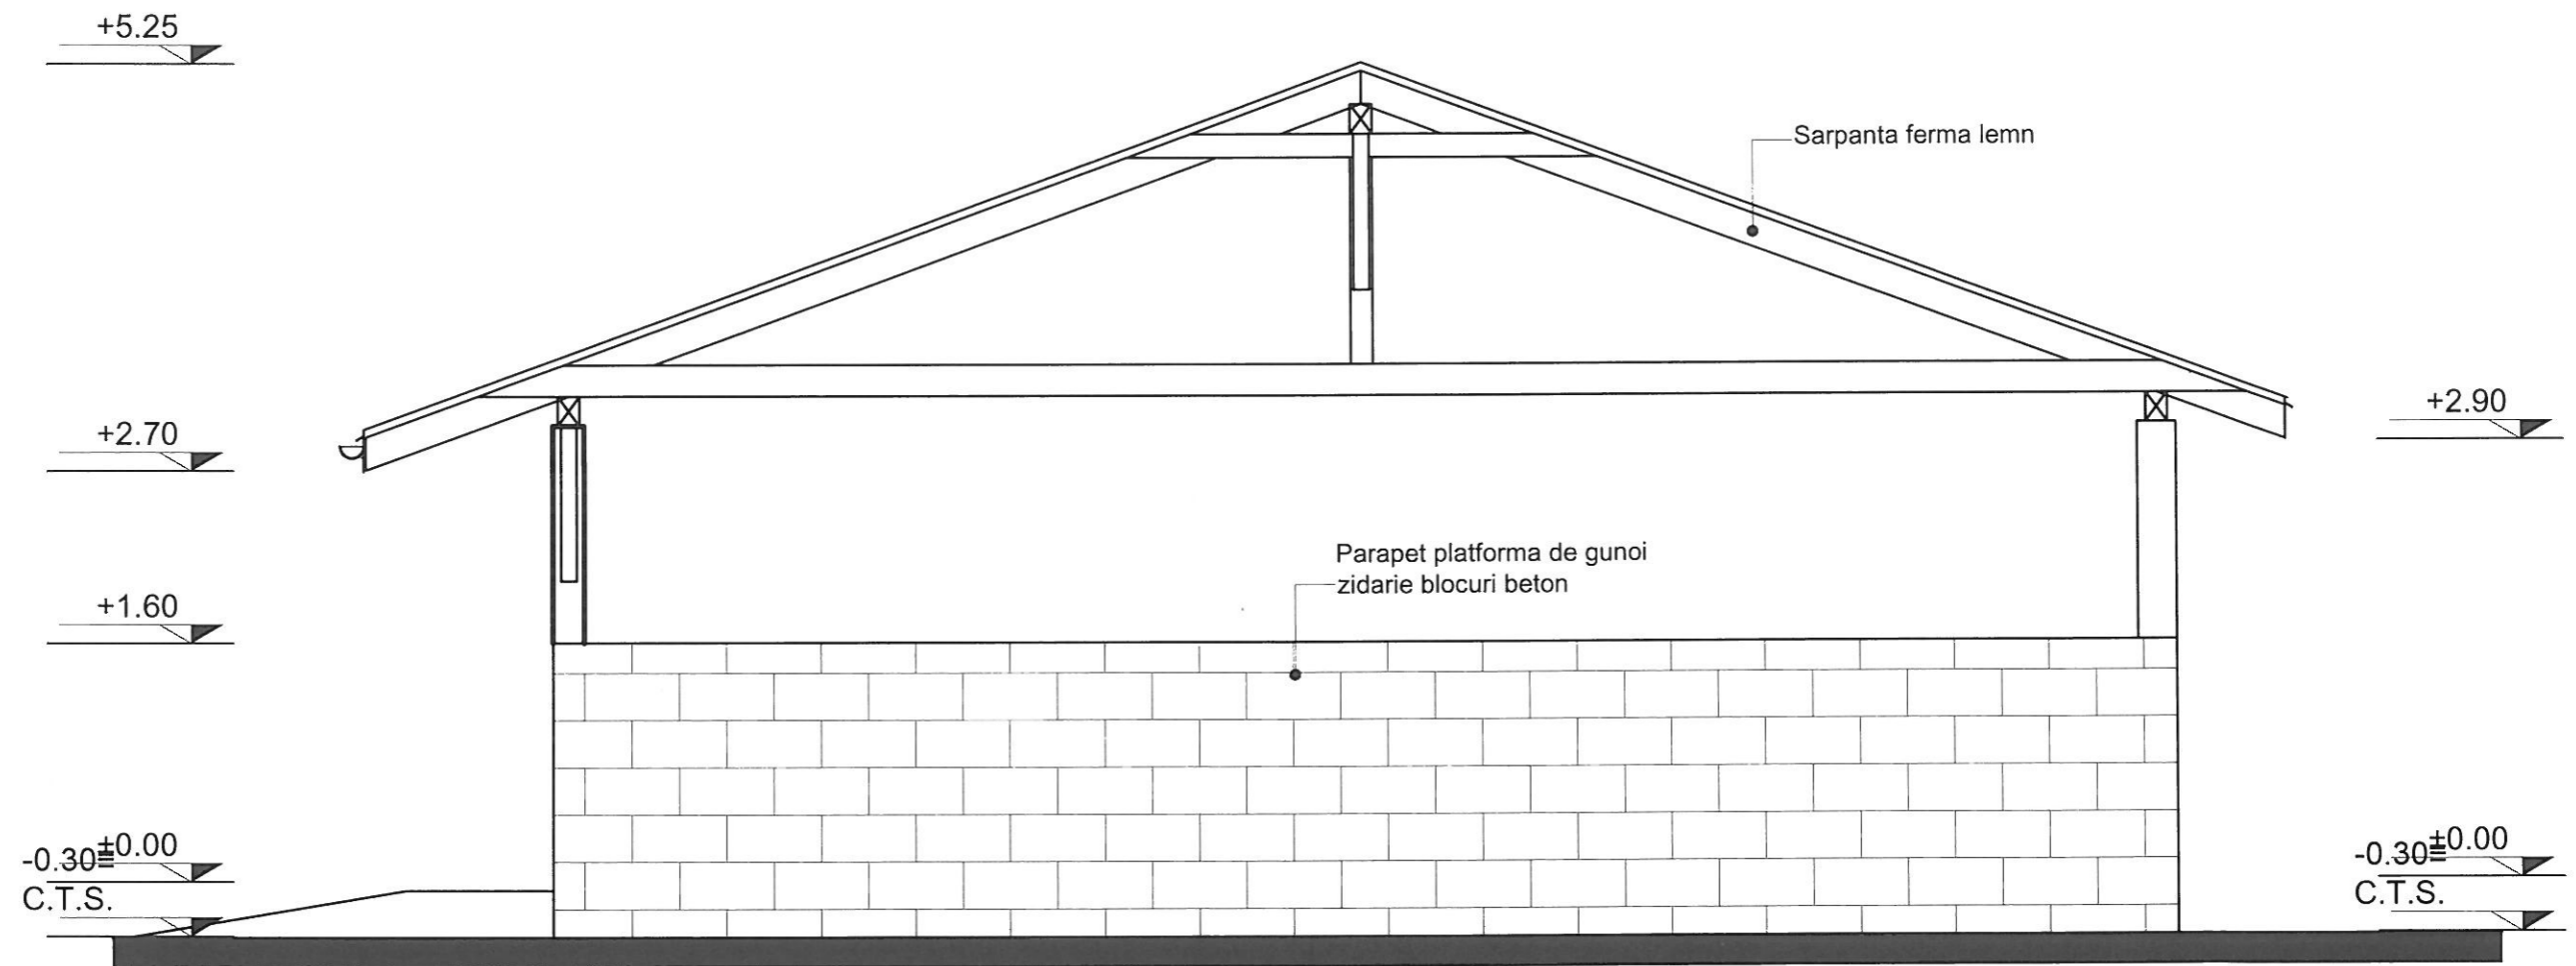 +5.25
Sarpanta ferma lemn
+2.70
+2.90
Parapet platforma de gunoi
zidarie blocuri beton
+1.60
±0.00
-0.30≡
C.T.S.
±0.00
-0.30≡
C.T.S.